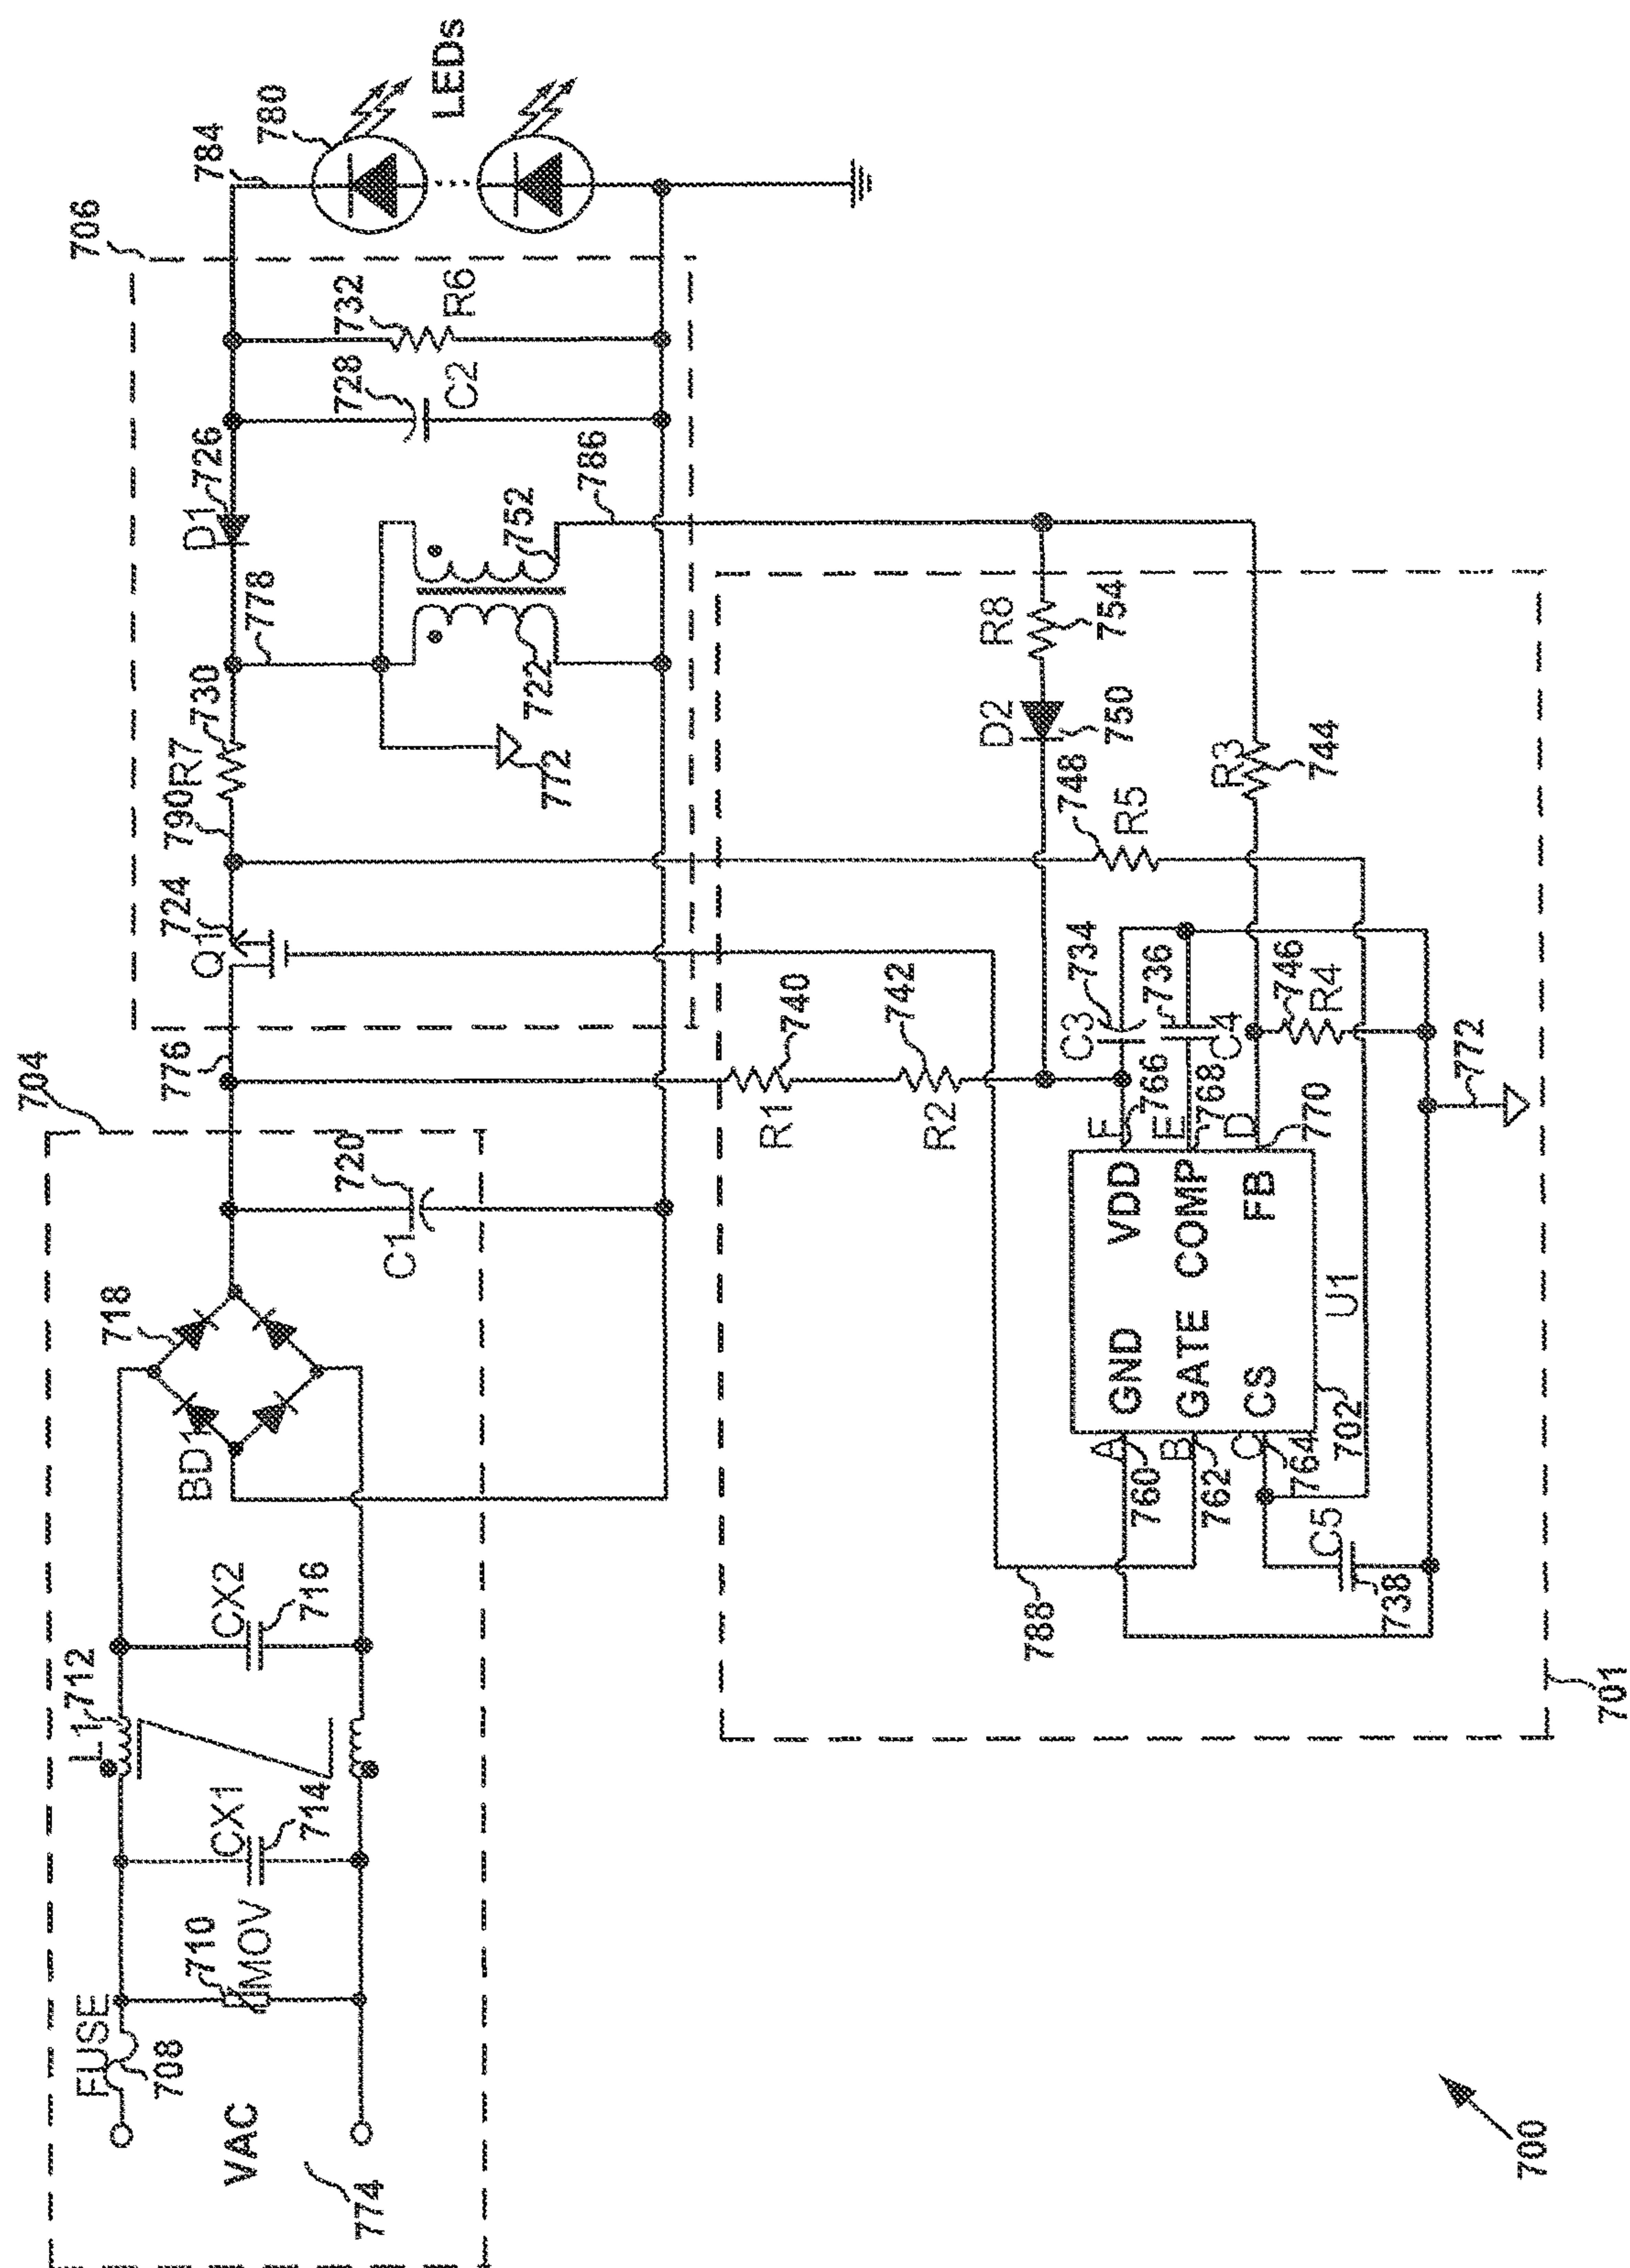 704
FUSE
708
VAC
774
710
MOV
CX1
714
L1
712
CX2
716
718
BD1
720
C1
776
706
Q1
724
790
R7
730
778
D1
726
722
752
772
786
728
C2
732
R6
784
780
LEDs
R1
740
R2
742
788
734
C3
736
C4
766
768
770
F
E
D
VDD
COMP
FB
GND
GATE
CS
A
B
C
760
762
764
702
U1
C5
738
746
R4
772
748
R5
D2
750
R8
754
R3
744
701
700